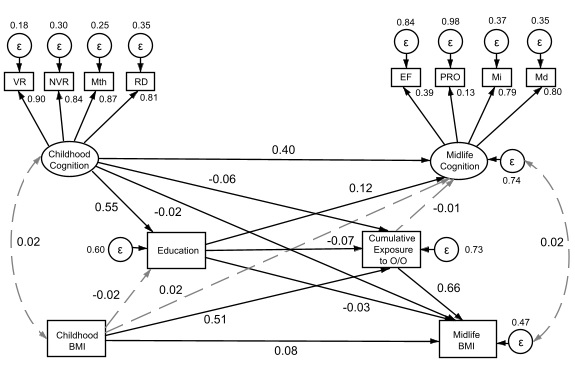 0.18 0.30 0.25 0.35
ε ε ε ε
VR NVR Mth RD
0.90 0.84 0.87 0.81
0.84 0.98 0.37 0.35
ε ε ε ε
EF PRO Mi Md
0.39 0.13 0.79 0.80
Childhood
Cognition
0.40
Midlife
Cognition
ε
0.74
-0.06
0.12
0.55
-0.02
-0.01
0.02
0.60
ε
Education
-0.07
Cumulative
Exposure
to O/O
ε
0.73
0.02
-0.02
0.02
0.51
-0.03
0.66
Childhood
BMI
0.08
Midlife
BMI
0.47
ε